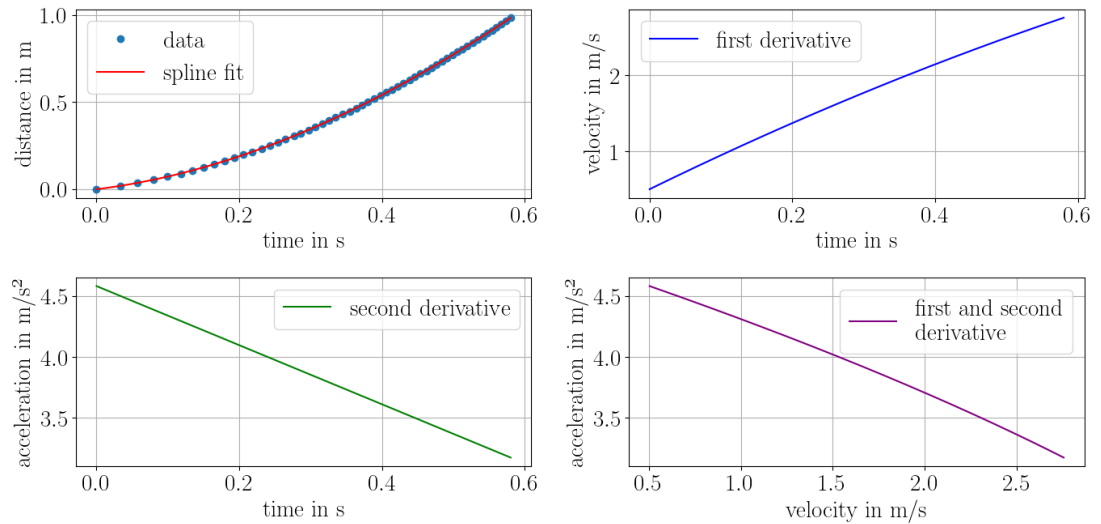 distance in m
1.0
0.5
0.0
data
spline fit
0.0 0.2 0.4 0.6
time in s
velocity in m/s
2
1
first derivative
0.0 0.2 0.4 0.6
time in s
acceleration in m/s²
4.5
4.0
3.5
second derivative
0.0 0.2 0.4 0.6
time in s
acceleration in m/s²
4.5
4.0
3.5
first and second
derivative
0.5 1.0 1.5 2.0 2.5
velocity in m/s